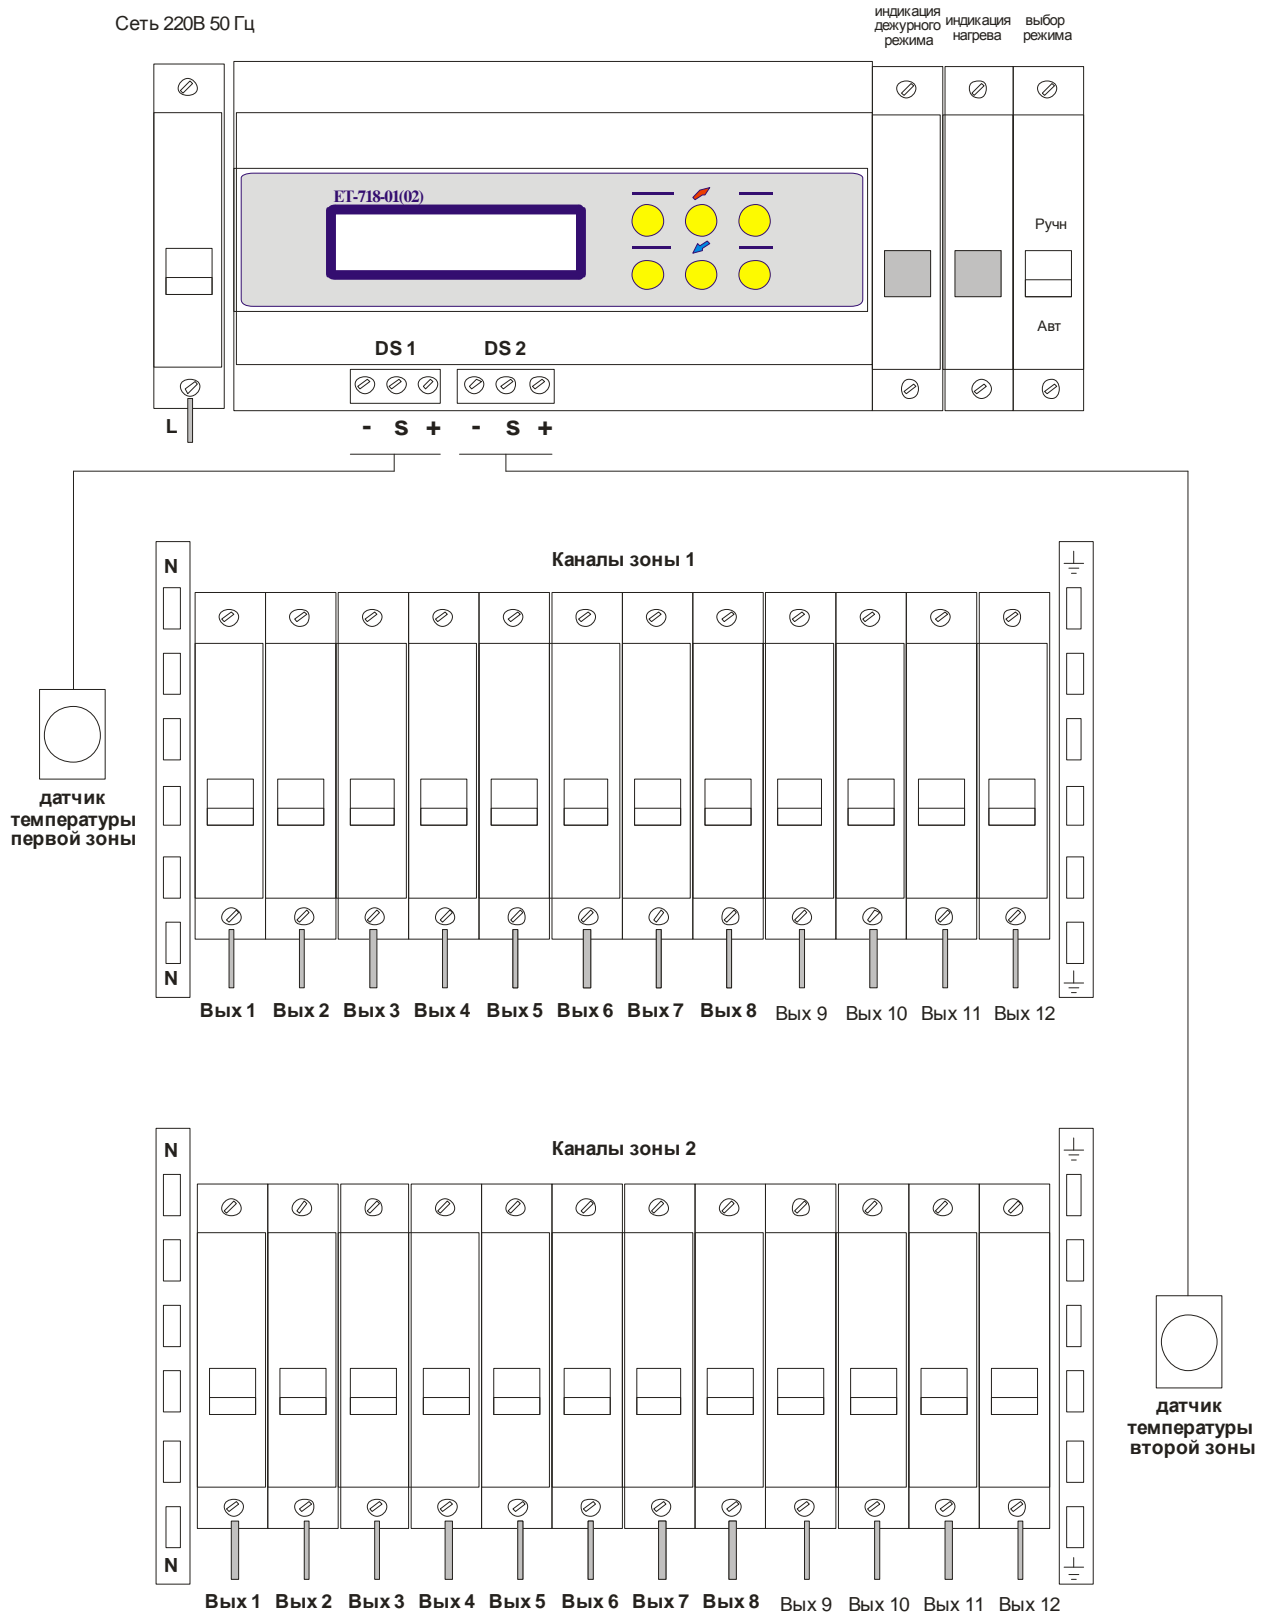 Сеть 220В 50 Гц
индикация
дежурного
режима
индикация
нагрева
выбор
режима
ET-718-01(02)
Ручн
Авт
DS 1
DS 2
L
- S +
- S +
Каналы зоны 1
N
N
датчик
температуры
первой зоны
Вых 1 Вых 2 Вых 3 Вых 4 Вых 5 Вых 6 Вых 7 Вых 8 Вых 9 Вых 10 Вых 11 Вых 12
Каналы зоны 2
N
N
датчик
температуры
второй зоны
Вых 1 Вых 2 Вых 3 Вых 4 Вых 5 Вых 6 Вых 7 Вых 8 Вых 9 Вых 10 Вых 11 Вых 12